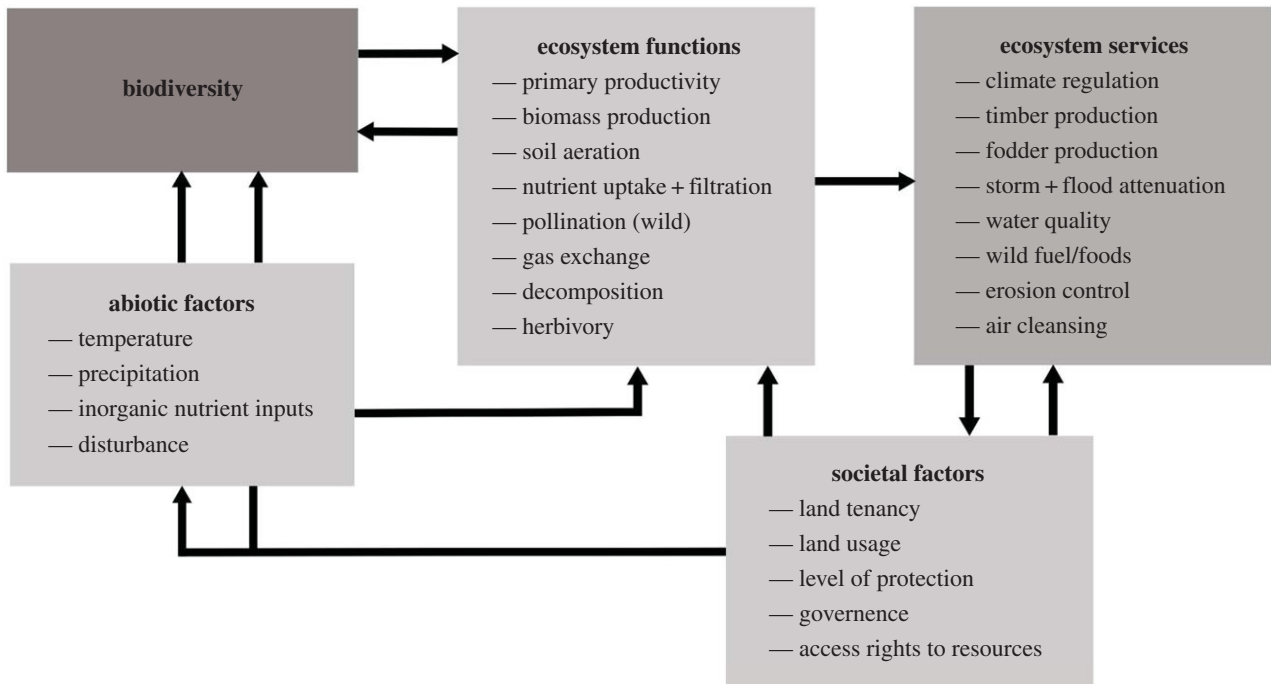 biodiversity
ecosystem functions
— primary productivity
— biomass production
— soil aeration
— nutrient uptake + filtration
— pollination (wild)
— gas exchange
— decomposition
— herbivory
ecosystem services
— climate regulation
— timber production
— fodder production
— storm + flood attenuation
— water quality
— wild fuel/foods
— erosion control
— air cleansing
abiotic factors
— temperature
— precipitation
— inorganic nutrient inputs
— disturbance
societal factors
— land tenancy
— land usage
— level of protection
— governence
— access rights to resources